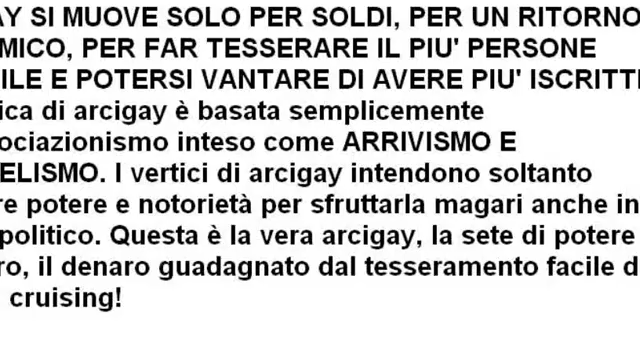 AY SI MUOVE SOLO PER SOLDI, PER UN RITORNO
MICO, PER FAR TESSERARE IL PIU' PERSONE
ILE E POTERSI VANTARE DI AVERE PIU' ISCRITTI
ica di arcigay è basata semplicemente
ociazionismo inteso come ARRIVISMO E
ELISMO. I vertici di arcigay intendono soltanto
re potere e notorietà per sfruttarla magari anche in
politico. Questa è la vera arcigay, la sete di potere
ro, il denaro guadagnato dal tesseramento facile d
cruising!